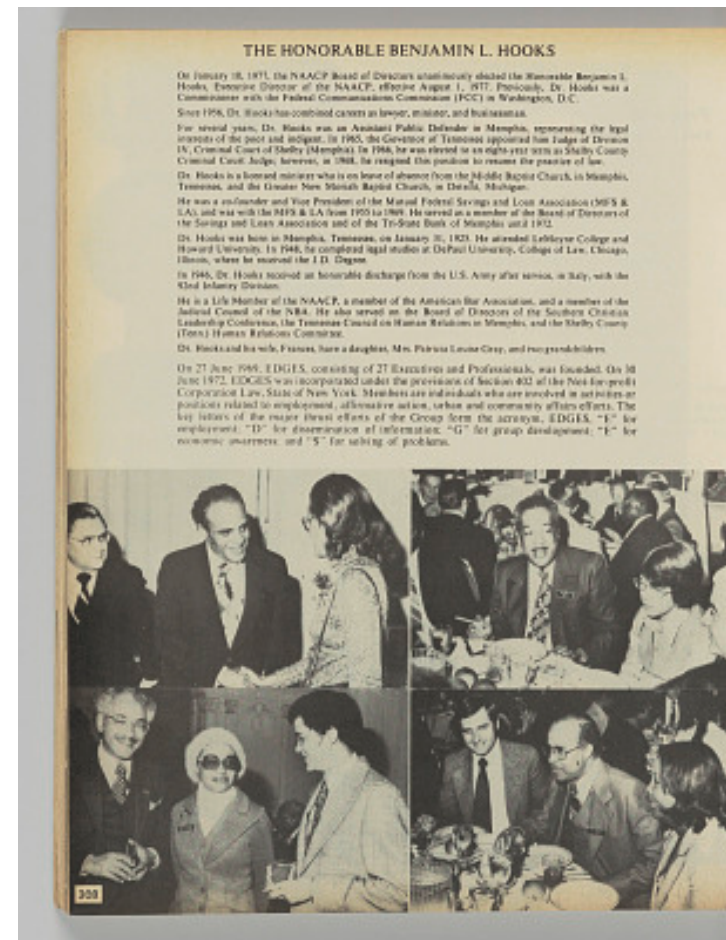 THE HONORABLE BENJAMIN L. HOOKS
On January 10, 1977, the NAACP Board of Directors unanimously elected the Honorable Benjamin L.
Hooks, Executive Director of the NAACP, effective August 1, 1977. Previously, Dr. Hooks was a
Commissioner with the Federal Communications Commission (FCC) in Washington, D.C.
Since 1956, Dr. Hooks has combined careers as lawyer, minister, and businessman.
For several years, Dr. Hooks was an Assistant Public Defender in Memphis, representing the legal
interests of the poor and indigent. In 1965, the Governor of Tennessee appointed him Judge of Division
IV, Criminal Court of Shelby (Memphis). In 1966, he was elected to an eight-year term as Shelby County
Criminal Court Judge; however, in 1968, he resigned this position to resume the practice of law.
Dr. Hooks is a licensed minister who is on leave of absence from the Middle Baptist Church, in Memphis,
Tennessee, and the Greater New Moriah Baptist Church, in Detroit, Michigan.
He was a co-founder and Vice President of the Mutual Federal Savings and Loan Association (MFS &
LA), and was with the MFS & LA from 1955 to 1969. He served as a member of the Board of Directors of
the Savings and Loan Association and of the Tri-State Bank of Memphis until 1972.
Dr. Hooks was born in Memphis, Tennessee, on January 31, 1925. He attended LeMoyne College and
Howard University. In 1948, he completed legal studies at DePaul University, College of Law, Chicago,
Illinois, where he received the J.D. Degree.
In 1946, Dr. Hooks received an honorable discharge from the U.S. Army after service, in Italy, with the
92nd Infantry Division.
He is a Life Member of the NAACP, a member of the American Bar Association, and a member of the
Judicial Council of the NBA. He also served on the Board of Directors of the Southern Christian
Leadership Conference, the Tennessee Council on Human Relations in Memphis, and the Shelby County
(Tenn.) Human Relations Committee.
Dr. Hooks and his wife, Frances, have a daughter, Mrs. Patricia Louise Gray, and two grandchildren.
On 27 June 1969, EDGES, consisting of 27 Executives and Professionals, was founded. On 30
June 1972, EDGES was incorporated under the provisions of Section 402 of the Not-for-profit
Corporation Law, State of New York. Members are individuals who are involved in activities or
positions related to employment, affirmative action, urban and community affairs efforts. The
key letters of the major thrust efforts of the Group form the acronym, EDGES, "E" for
employment; "D" for dissemination of information; "G" for group development; "E" for
economic awareness; and "S" for solving of problems.
308